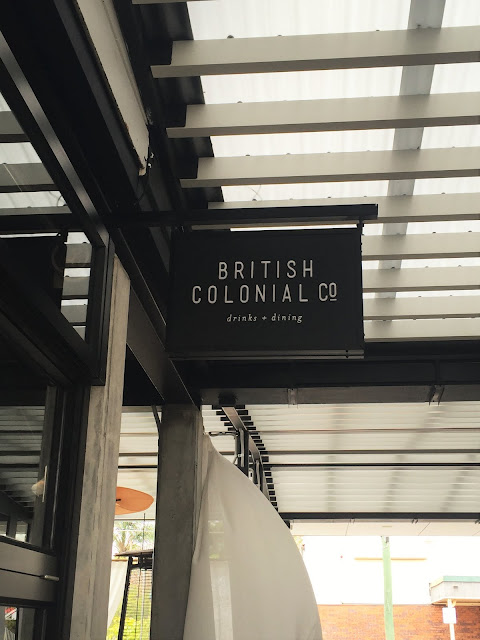 BRITISH
COLONIAL CO
drinks + dining